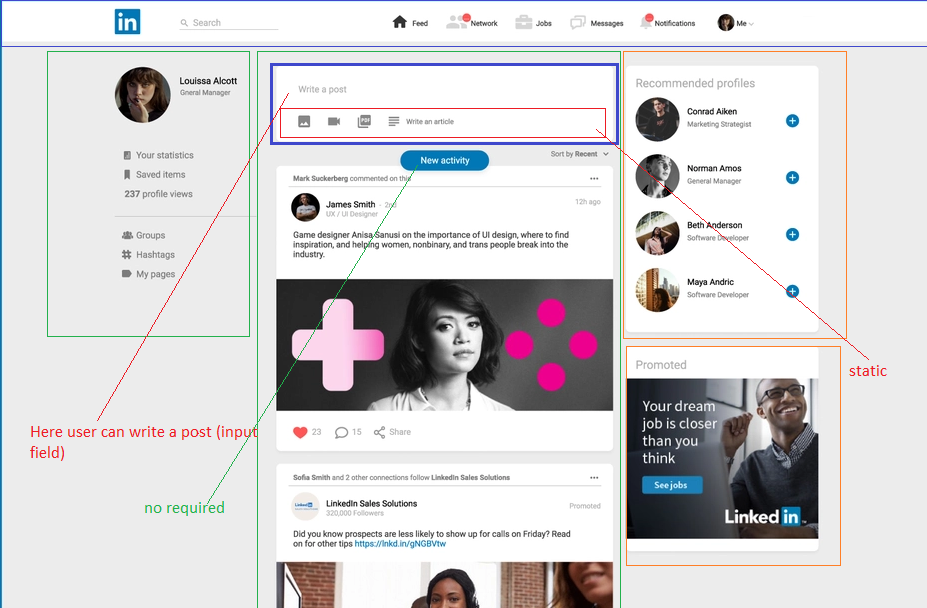 in
Search
Feed
Network
Jobs
Messages
Notifications
Me
Louissa Alcott
Gneral Manager
Your statistics
Saved items
237 profile views
Groups
Hashtags
My pages
Write a post
PDF
Write an article
Sort by Recent
New activity
Mark Suckerberg commented on this
James Smith · 2nd
12h ago
UX / UI Designer
Game designer Anisa Sanusi on the importance of UI design, where to find
inspiration, and helping women, nonbinary, and trans people break into the
industry.
23
15
Share
Sofia Smith and 2 other connections follow LinkedIn Sales Solutions
LinkedIn
LinkedIn Sales Solutions
Promoted
320,000 Followers
Did you know prospects are less likely to show up for calls on Friday? Read
on for other tips https://lnkd.in/gNGBVtw
Recommended profiles
Conrad Aiken
Marketing Strategist
Norman Amos
General Manager
Beth Anderson
Software Developer
Maya Andric
Software Developer
Promoted
Your dream
job is closer
than you
think
See jobs
Linked in
static
Here user can write a post (input
field)
no required